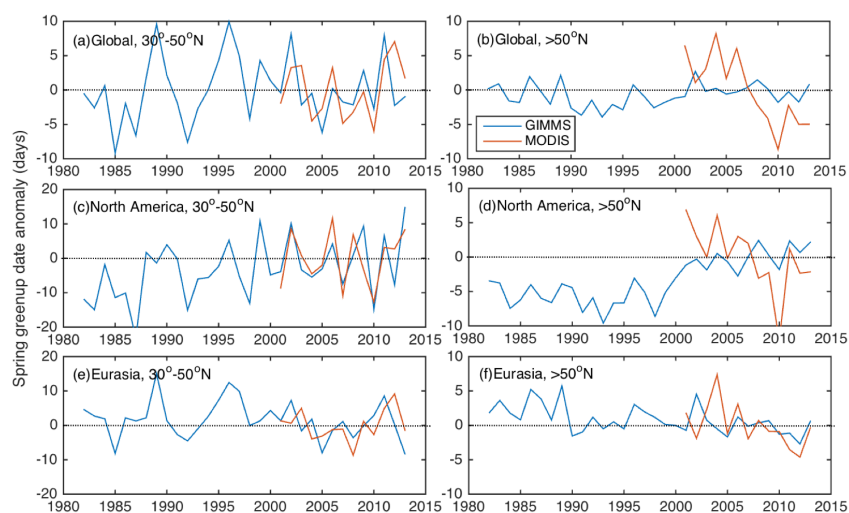 Spring greenup date anomaly (days)
(a)Global, 30°-50°N
10
5
0
-5
-10
1980 1985 1990 1995 2000 2005 2010 2015
(b)Global, >50°N
10
5
0
-5
-10
GIMMS
MODIS
1980 1985 1990 1995 2000 2005 2010 2015
(c)North America, 30°-50°N
20
10
0
-10
-20
1980 1985 1990 1995 2000 2005 2010 2015
(d)North America, >50°N
10
5
0
-5
-10
1980 1985 1990 1995 2000 2005 2010 2015
(e)Eurasia, 30°-50°N
20
10
0
-10
-20
1980 1985 1990 1995 2000 2005 2010 2015
(f)Eurasia, >50°N
10
5
0
-5
-10
1980 1985 1990 1995 2000 2005 2010 2015